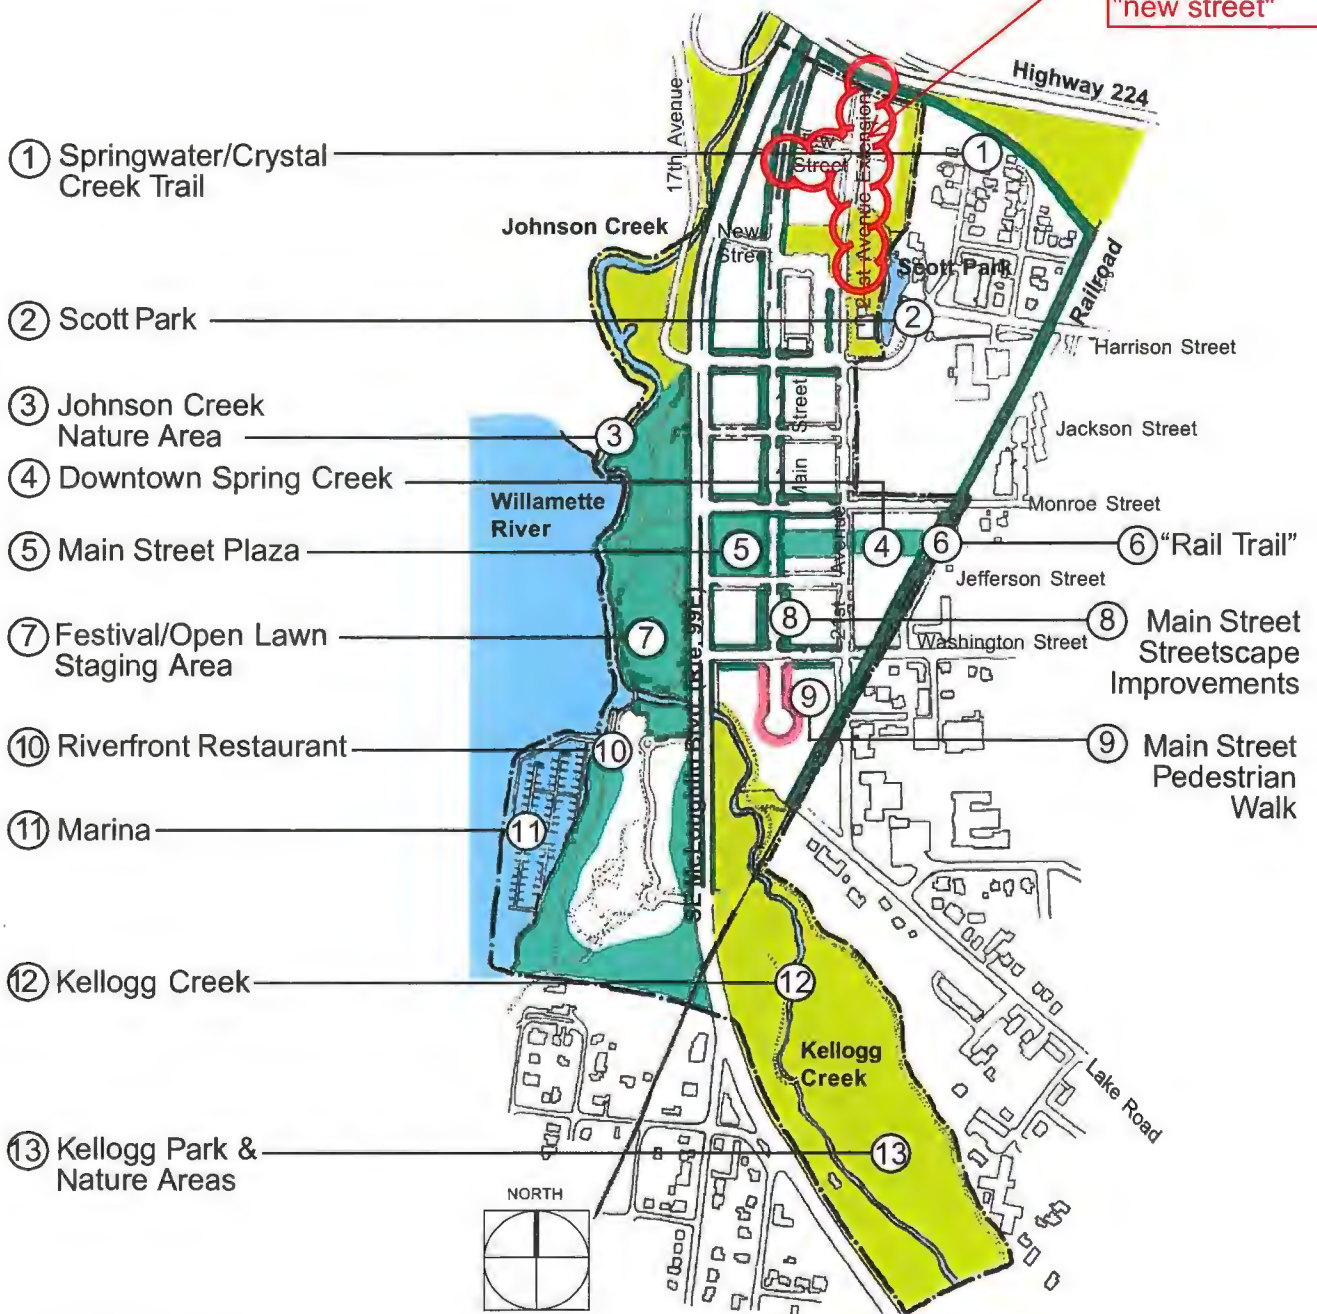 "new street"
Highway 224
17th Avenue
① Springwater/Crystal
Creek Trail
1
New
Street
21st Avenue Extension
Johnson Creek
New
Street
Scott Park
Railroad
② Scott Park
2
Harrison Street
③ Johnson Creek
Nature Area
3
Street
Main
Jackson Street
④ Downtown Spring Creek
Willamette
River
Monroe Street
⑤ Main Street Plaza
5
4
6
⑥ "Rail Trail"
21st Avenue
Jefferson Street
⑦ Festival/Open Lawn
Staging Area
7
8
Washington Street
⑧ Main Street
Streetscape
Improvements
9
SE McLoughlin Blvd (Rte. 99E)
⑩ Riverfront Restaurant
10
⑨ Main Street
Pedestrian
Walk
⑪ Marina
11
⑫ Kellogg Creek
12
Kellogg
Creek
Lake Road
⑬ Kellogg Park &
Nature Areas
13
NORTH